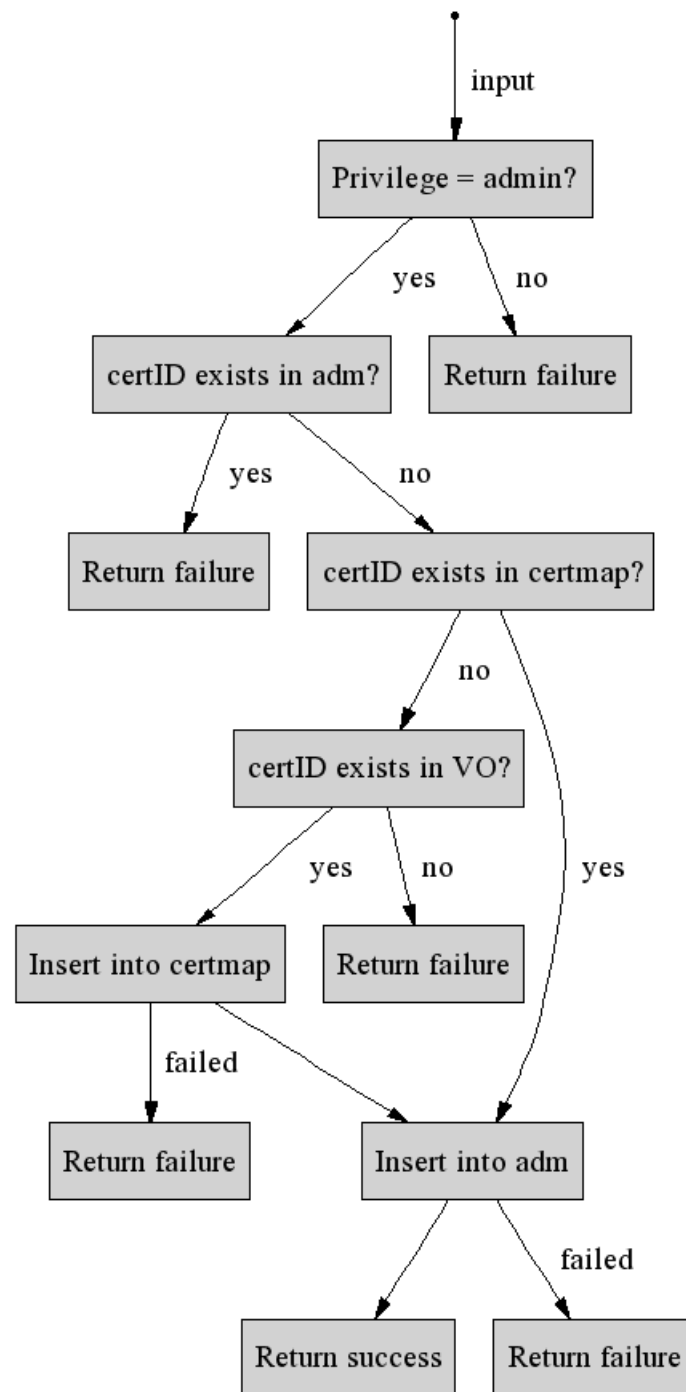 input
Privilege = admin?
yes
no
certID exists in adm?
Return failure
yes
no
Return failure
certID exists in certmap?
no
certID exists in VO?
yes
no
yes
Insert into certmap
Return failure
failed
Return failure
Insert into adm
failed
Return success
Return failure